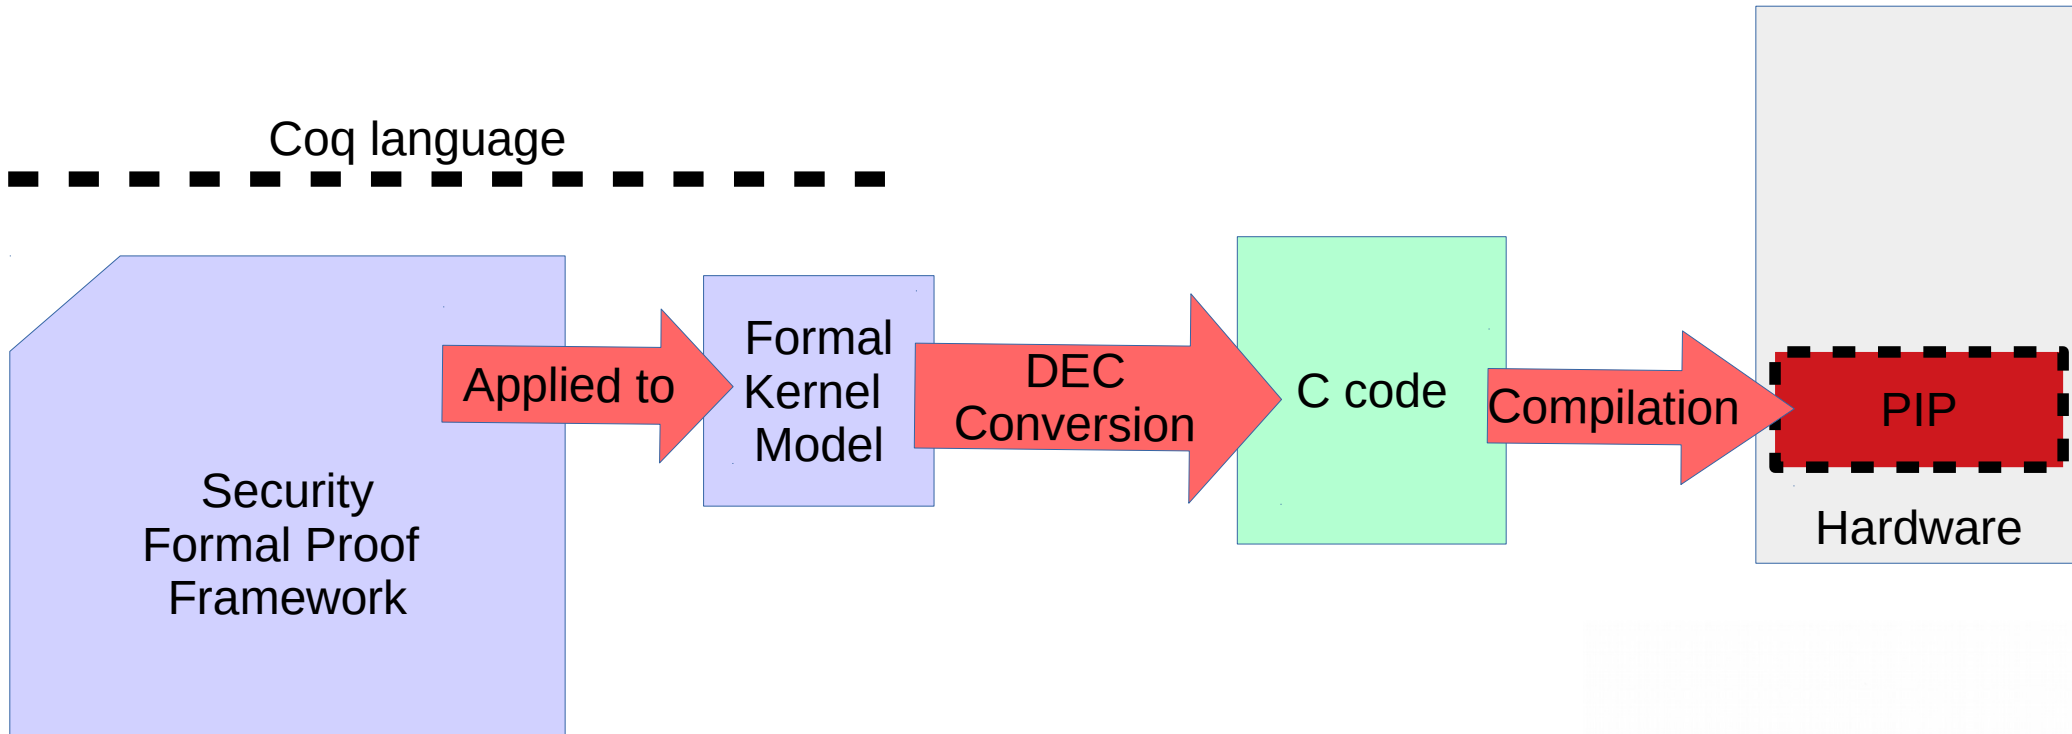 Coq language
Security
Formal Proof
Framework
Applied to
Formal
Kernel
Model
DEC
Conversion
C code
Compilation
PIP
Hardware